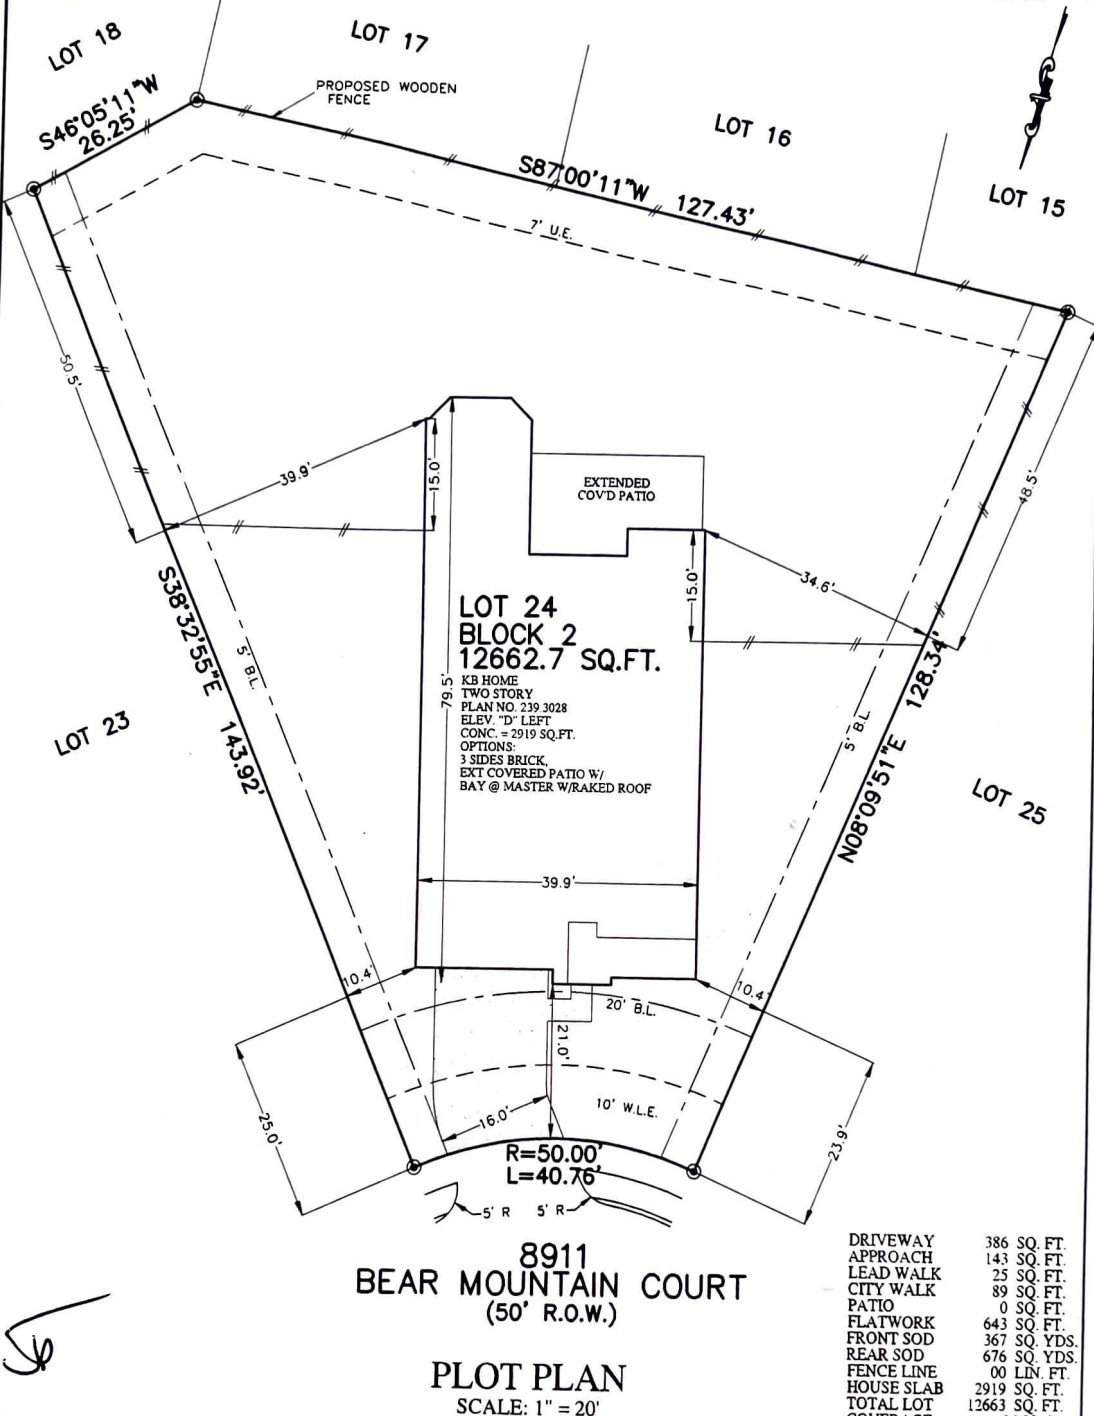 LOT 18
LOT 17
PROPOSED WOODEN
FENCE
LOT 16
LOT 15
S46°05'11"W
26.25'
S87°00'11"W 127.43'
7' U.E.
50.5'
39.9'
15.0'
EXTENDED
COV'D PATIO
48.5'
34.6'
15.0'
LOT 24
BLOCK 2
12662.7 SQ.FT.
KB HOME
TWO STORY
PLAN NO. 239.3028
ELEV. "D" LEFT
CONC. = 2919 SQ.FT.
OPTIONS:
3 SIDES BRICK,
EXT COVERED PATIO W/
BAY @ MASTER W/RAKED ROOF
79.5'
S38°32'55"E 143.92'
5' B.L.
LOT 23
N08°09'51"E 128.34'
5' B.L.
LOT 25
39.9'
10.4'
10.4'
20' B.L.
21.0'
10' W.L.E.
16.0'
25.0'
23.9'
R=50.00'
L=40.76'
5' R 5' R
8911
BEAR MOUNTAIN COURT
(50' R.O.W.)
PLOT PLAN
SCALE: 1" = 20'
DRIVEWAY 386 SQ. FT.
APPROACH 143 SQ. FT.
LEAD WALK 25 SQ. FT.
CITY WALK 89 SQ. FT.
PATIO 0 SQ. FT.
FLATWORK 643 SQ. FT.
FRONT SOD 367 SQ. YDS.
REAR SOD 676 SQ. YDS.
FENCE LINE 00 LIN. FT.
HOUSE SLAB 2919 SQ. FT.
TOTAL LOT 12663 SQ. FT.